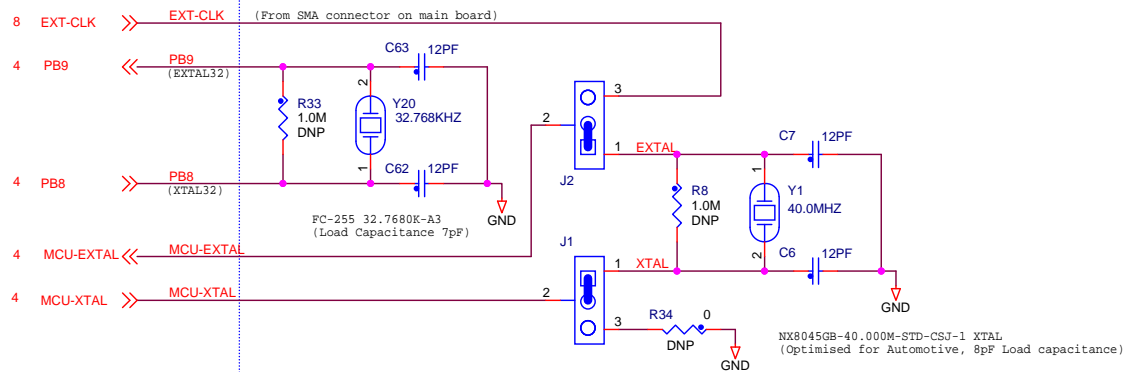 8 EXT-CLK EXT-CLK (From SMA connector on main board)
4 PB9 PB9
(EXTAL32)
C63 12PF
2
R33
1.0M
DNP
Y20
32.768KHZ
1
C62 12PF
4 PB8 PB8
(XTAL32)
GND
FC-255 32.7680K-A3
(Load Capacitance 7pF)
3
2
1 EXTAL
J2
C7 12PF
1
R8
1.0M
DNP
Y1
40.0MHZ
2
C6 12PF
GND
4 MCU-EXTAL MCU-EXTAL
J1
1 XTAL
4 MCU-XTAL MCU-XTAL 2
3 R34 0
DNP
GND
NX8045GB-40.000M-STD-CSJ-1 XTAL
(Optimised for Automotive, 8pF Load capacitance)